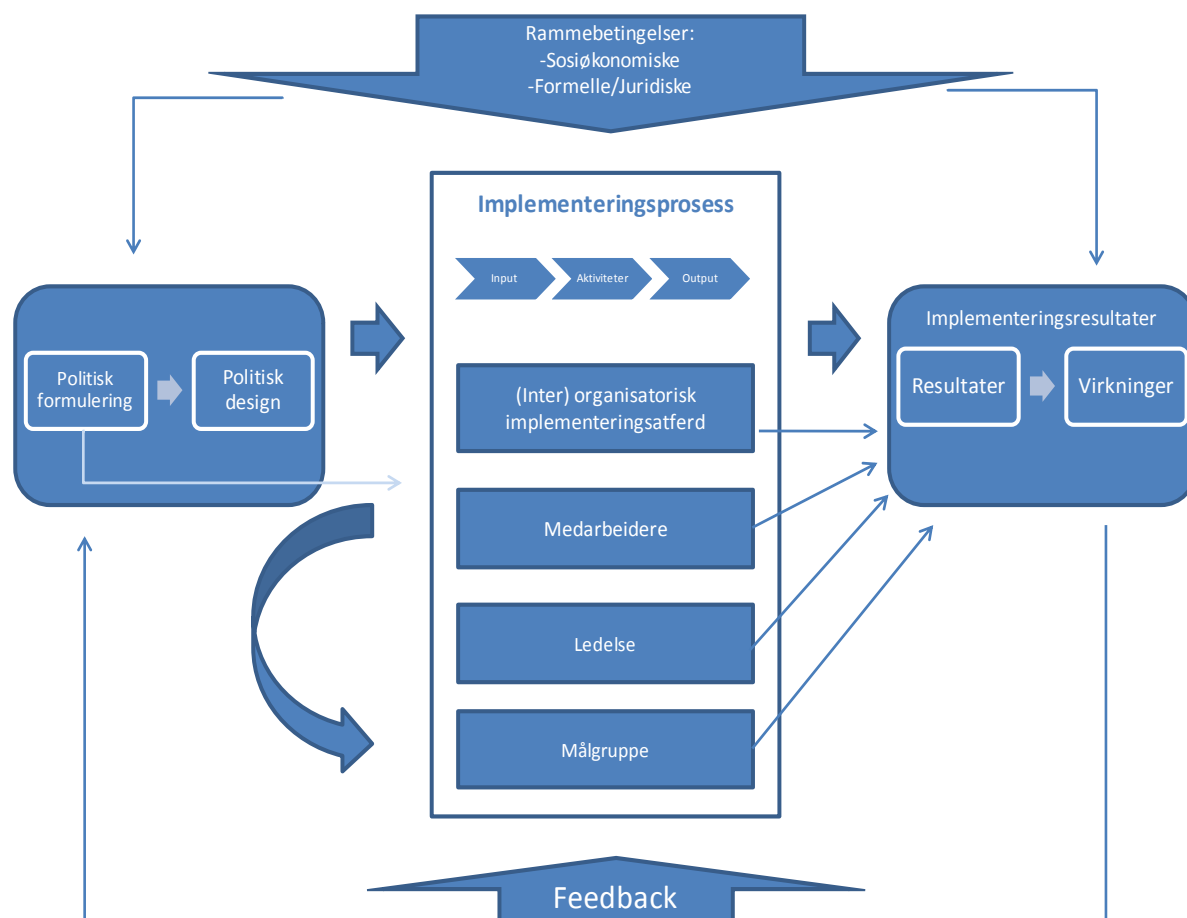 Rammebetingelser:
-Sosiøkonomiske
-Formelle/Juridiske
Implementeringsprosess
Input
Aktiviteter
Output
Politisk
formulering
Politisk
design
(Inter) organisatorisk
implementeringsatferd
Medarbeidere
Ledelse
Målgruppe
Implementeringsresultater
Resultater
Virkninger
Feedback